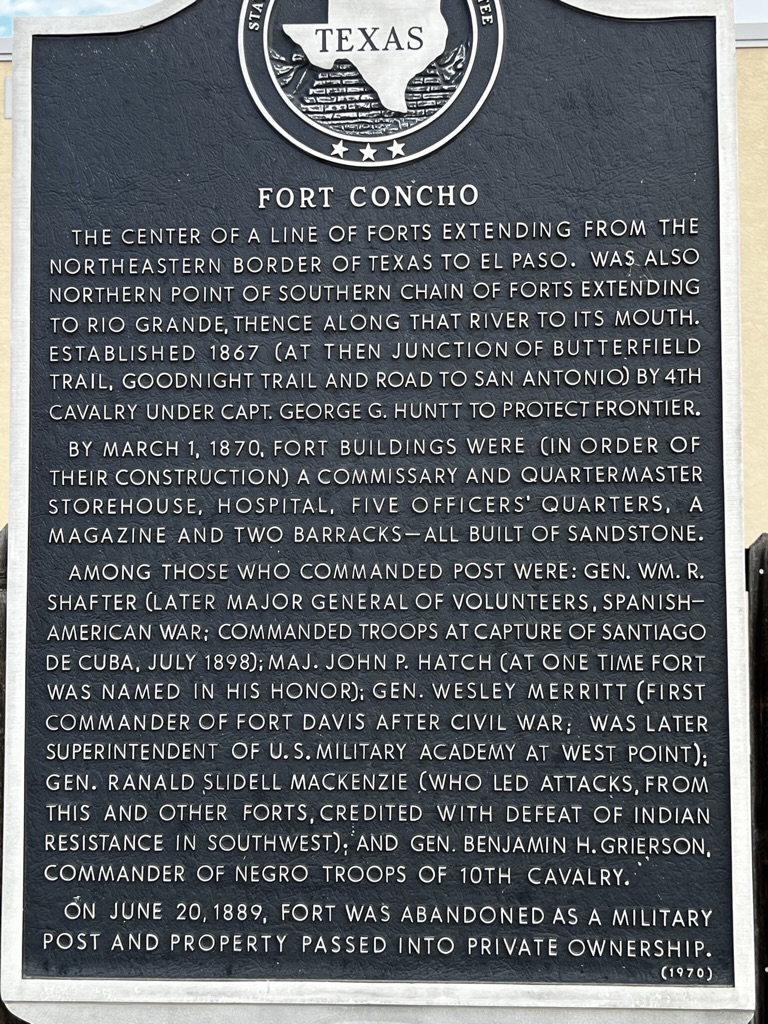 STA
TEE
TEXAS
FORT CONCHO
THE CENTER OF A LINE OF FORTS EXTENDING FROM THE
NORTHEASTERN BORDER OF TEXAS TO EL PASO. WAS ALSO
NORTHERN POINT OF SOUTHERN CHAIN OF FORTS EXTENDING
TO RIO GRANDE, THENCE ALONG THAT RIVER TO ITS MOUTH.
ESTABLISHED 1867 (AT THEN JUNCTION OF BUTTERFIELD
TRAIL, GOODNIGHT TRAIL AND ROAD TO SAN ANTONIO) BY 4TH
CAVALRY UNDER CAPT. GEORGE G. HUNTT TO PROTECT FRONTIER.
BY MARCH 1, 1870, FORT BUILDINGS WERE (IN ORDER OF
THEIR CONSTRUCTION) A COMMISSARY AND QUARTERMASTER
STOREHOUSE, HOSPITAL, FIVE OFFICERS' QUARTERS, A
MAGAZINE AND TWO BARRACKS—ALL BUILT OF SANDSTONE.
AMONG THOSE WHO COMMANDED POST WERE: GEN. WM. R.
SHAFTER (LATER MAJOR GENERAL OF VOLUNTEERS, SPANISH-
AMERICAN WAR; COMMANDED TROOPS AT CAPTURE OF SANTIAGO
DE CUBA, JULY 1898); MAJ. JOHN P. HATCH (AT ONE TIME FORT
WAS NAMED IN HIS HONOR); GEN. WESLEY MERRITT (FIRST
COMMANDER OF FORT DAVIS AFTER CIVIL WAR; WAS LATER
SUPERINTENDENT OF U.S. MILITARY ACADEMY AT WEST POINT);
GEN. RANALD SLIDELL MACKENZIE (WHO LED ATTACKS, FROM
THIS AND OTHER FORTS, CREDITED WITH DEFEAT OF INDIAN
RESISTANCE IN SOUTHWEST); AND GEN. BENJAMIN H. GRIERSON,
COMMANDER OF NEGRO TROOPS OF 10TH CAVALRY.
ON JUNE 20, 1889, FORT WAS ABANDONED AS A MILITARY
POST AND PROPERTY PASSED INTO PRIVATE OWNERSHIP.
(1970)